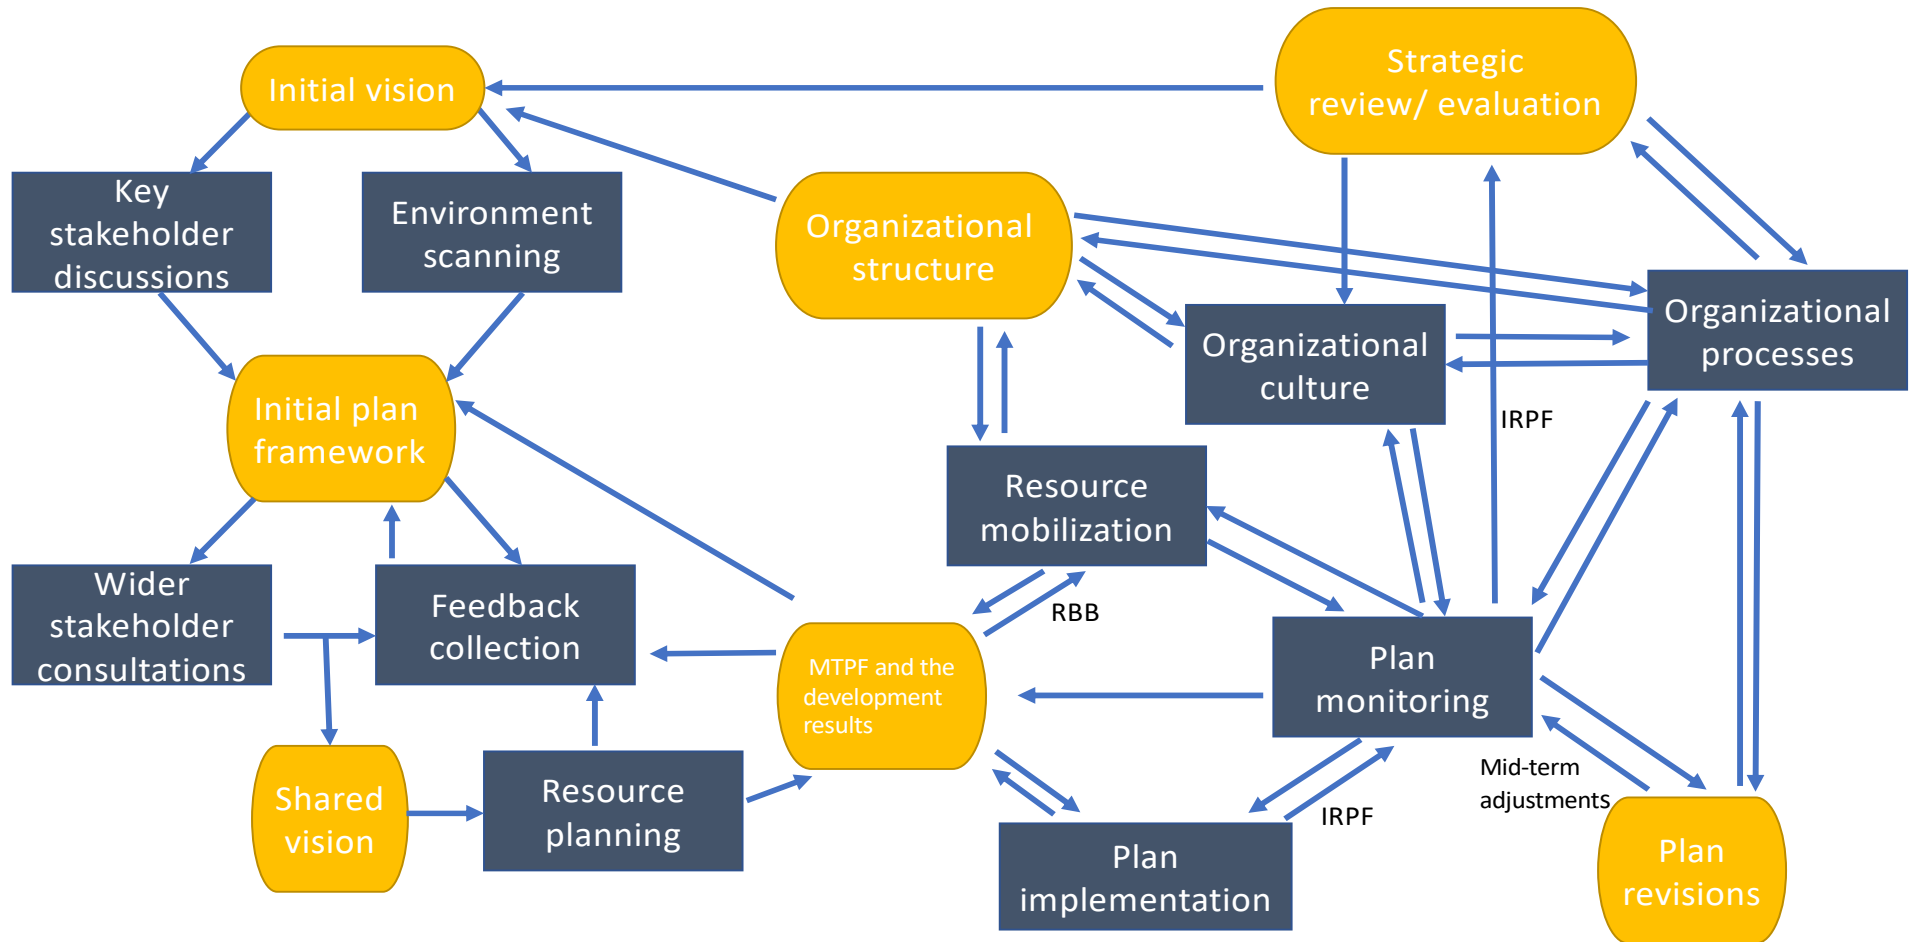 Initial vision
Strategic
review/ evaluation
Key
stakeholder
discussions
Environment
scanning
Organizational
structure
Organizational
culture
Organizational
processes
Initial plan
framework
IRPF
Resource
mobilization
Wider
stakeholder
consultations
Feedback
collection
RBB
MTPF and the
development
results
Plan
monitoring
Shared
vision
Resource
planning
Mid-term
adjustments
IRPF
Plan
implementation
Plan
revisions